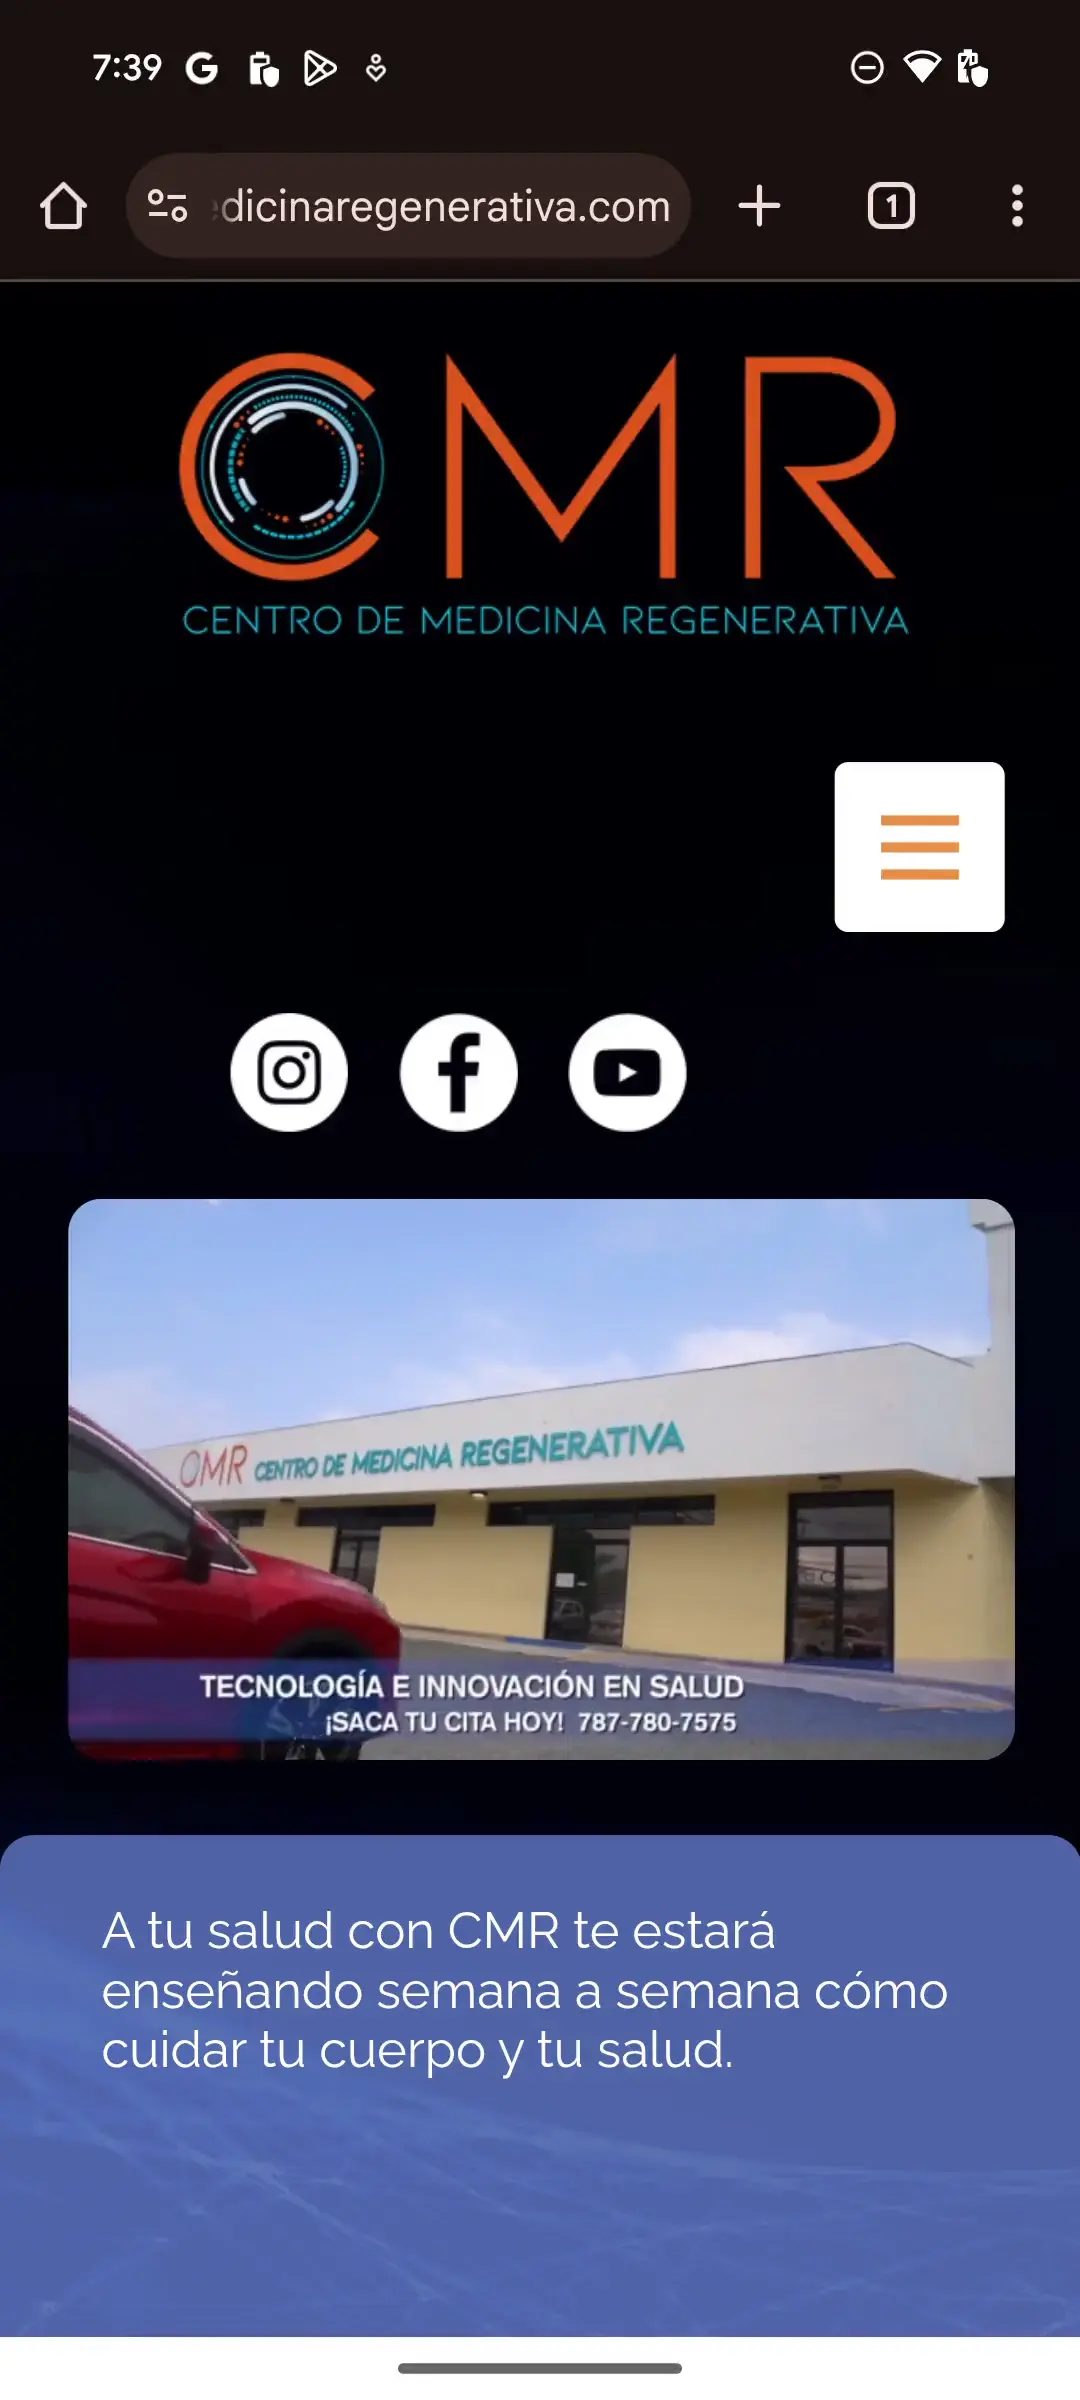 7:39
dicinaregenerativa.com
1
CMR
CENTRO DE MEDICINA REGENERATIVA
CMR CENTRO DE MEDICINA REGENERATIVA
TECNOLOGÍA E INNOVACIÓN EN SALUD
¡SACA TU CITA HOY! 787-780-7575
A tu salud con CMR te estará
enseñando semana a semana cómo
cuidar tu cuerpo y tu salud.